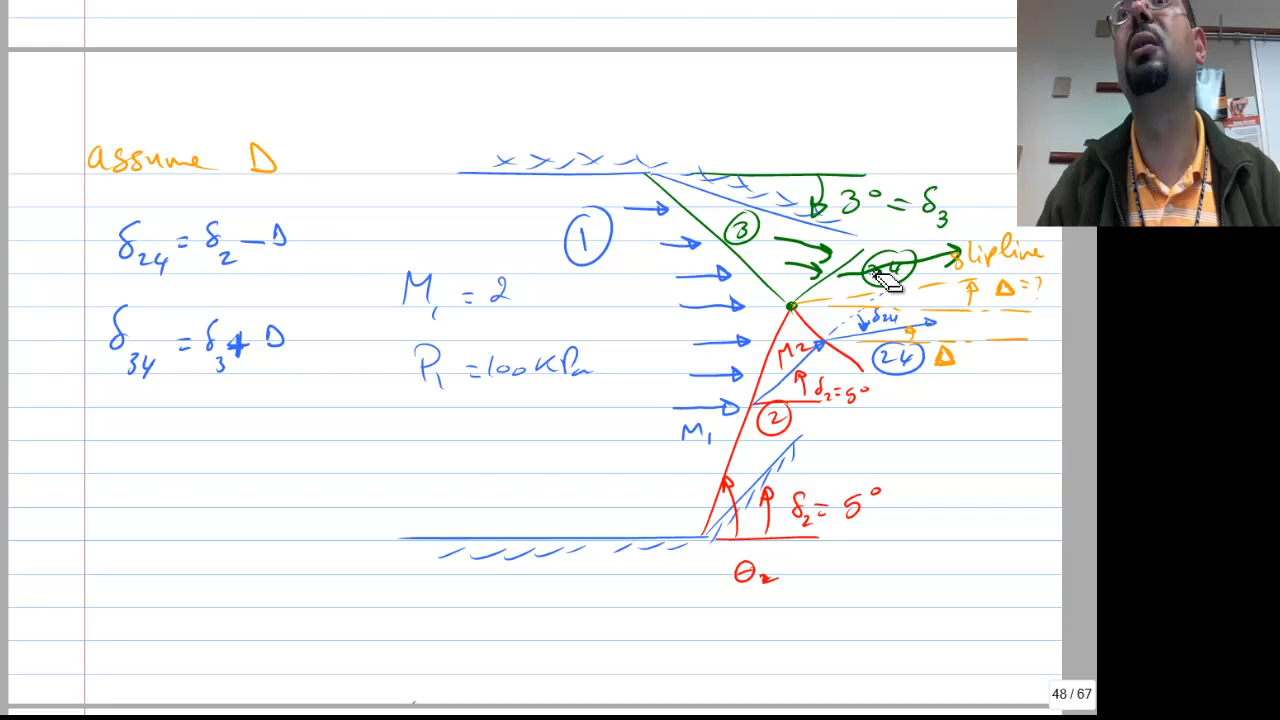 assume Δ
δ24 = δ2 − Δ
δ34 = δ3 + Δ
①
M1 = 2
P1 = 100 KPa
③
3° = δ3
slipline
Δ = ?
δ24
24
Δ
M2
δ2 = 5°
②
M1
δ2 = 5°
θ2
48 / 67